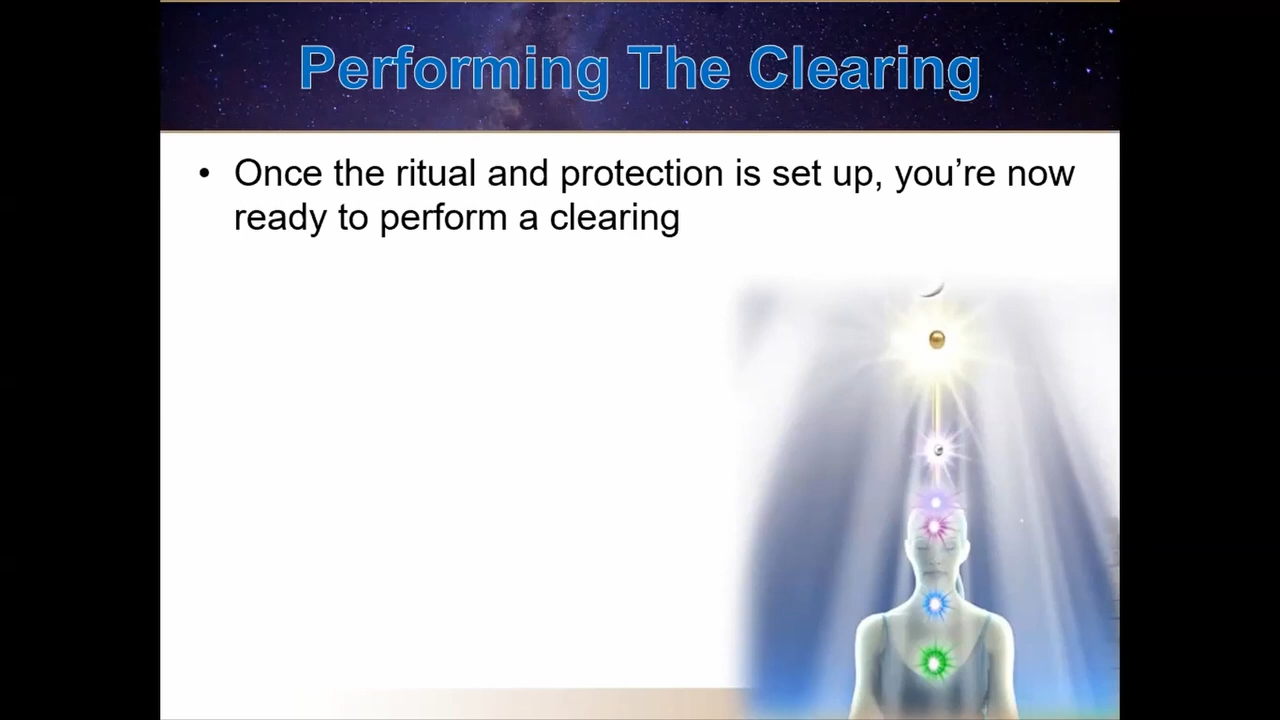 Performing The Clearing
• Once the ritual and protection is set up, you’re now
ready to perform a clearing